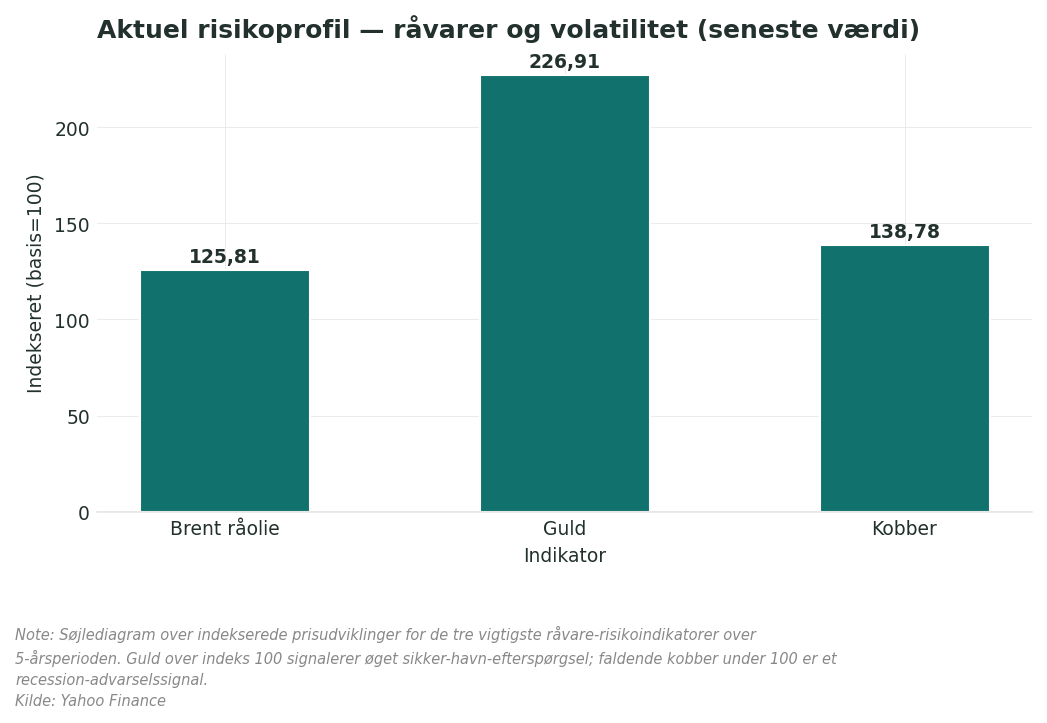 Aktuel risikoprofil — råvarer og volatilitet (seneste værdi)
226,91
200
150
138,78
125,81
100
50
0
Indekseret (basis=100)
Brent råolie
Guld
Kobber
Indikator
Note: Søjlediagram over indekserede prisudviklinger for de tre vigtigste råvare-risikoindikatorer over
5-årsperioden. Guld over indeks 100 signalerer øget sikker-havn-efterspørgsel; faldende kobber under 100 er et
recession-advarselssignal.
Kilde: Yahoo Finance